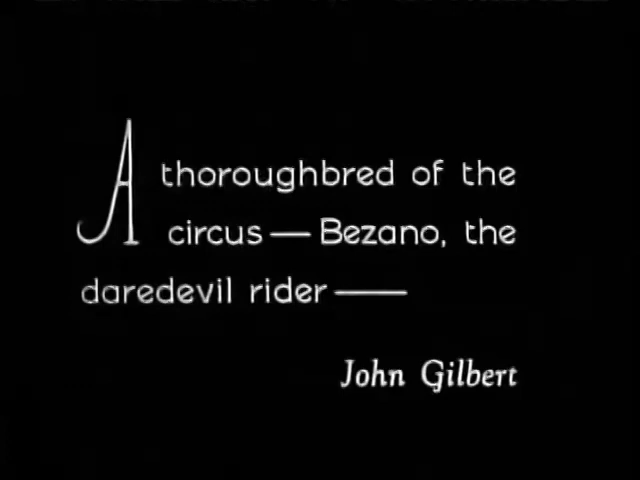 A thoroughbred of the
circus — Bezano, the
daredevil rider —
John Gilbert